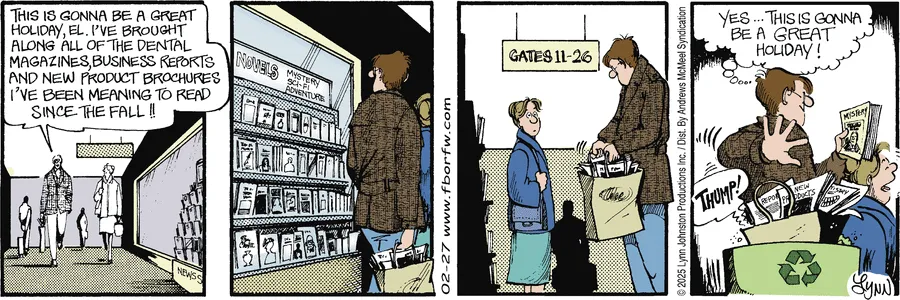 THIS IS GONNA BE A GREAT
HOLIDAY, EL. I'VE BROUGHT
ALONG ALL OF THE DENTAL
MAGAZINES, BUSINESS REPORTS
AND NEW PRODUCT BROCHURES
I'VE BEEN MEANING TO READ
SINCE THE FALL!!
NEWSS
NOVELS
MYSTERY
SCI-FI
ADVENTURE
02-27 www.fborfw.com
GATES 11-26
© 2025 Lynn Johnston Productions Inc. / Dist. By Andrews McMeel Syndication
YES... THIS IS GONNA
BE A GREAT
HOLIDAY!
MYSTERY
THUMP!
REPORT
NEW
PRODUCTS
LYNN